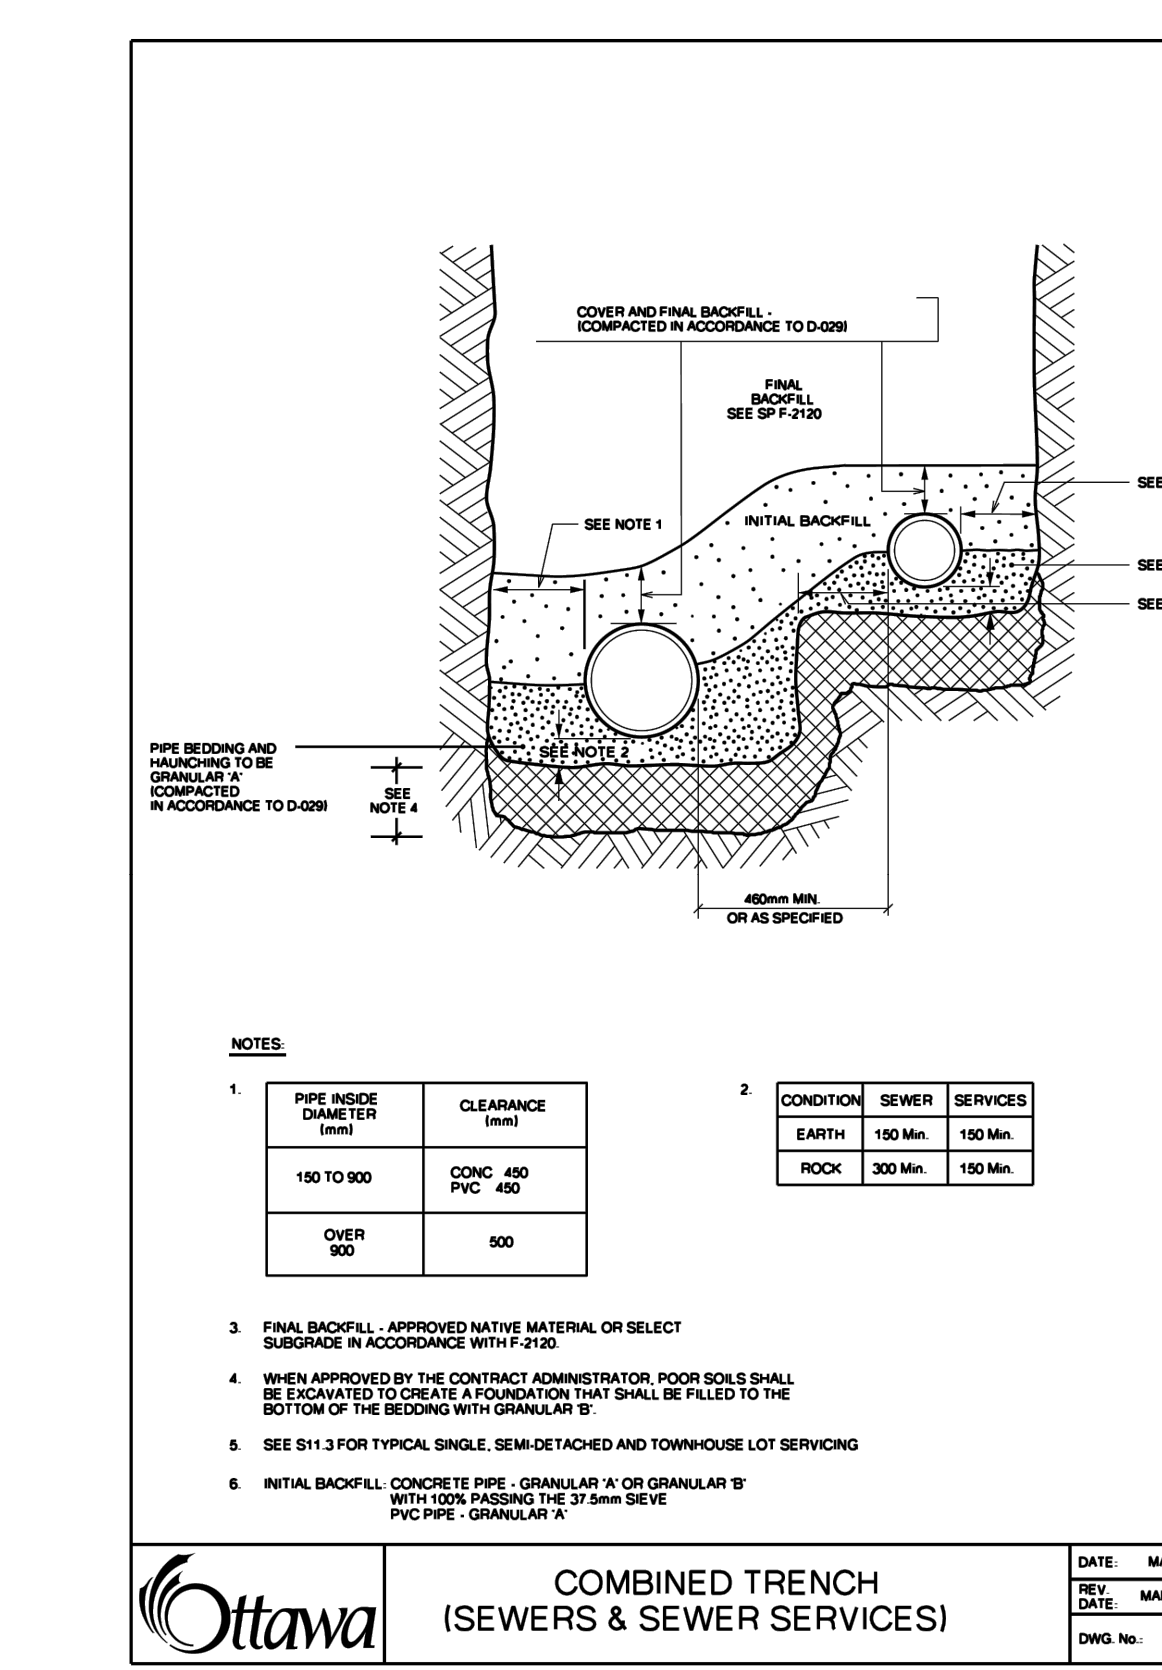 COVER AND FINAL BACKFILL -
(COMPACTED IN ACCORDANCE TO D-029)
FINAL
BACKFILL
SEE SP F-2120
SEE
INITIAL BACKFILL
SEE NOTE 1
SEE
SEE
PIPE BEDDING AND
HAUNCHING TO BE
GRANULAR "A"
(COMPACTED
IN ACCORDANCE TO D-029)
SEE NOTE 2
SEE
NOTE 4
460mm MIN.
OR AS SPECIFIED
NOTES:
1.
PIPE INSIDE
DIAMETER
(mm)
CLEARANCE
(mm)
150 TO 900
CONC 450
PVC 450
OVER
900
500
2.
CONDITION SEWER SERVICES
EARTH 150 Min. 150 Min.
ROCK 300 Min. 150 Min.
3. FINAL BACKFILL - APPROVED NATIVE MATERIAL OR SELECT
SUBGRADE IN ACCORDANCE WITH F-2120.
4. WHEN APPROVED BY THE CONTRACT ADMINISTRATOR, POOR SOILS SHALL
BE EXCAVATED TO CREATE A FOUNDATION THAT SHALL BE FILLED TO THE
BOTTOM OF THE BEDDING WITH GRANULAR "B".
5. SEE S11.3 FOR TYPICAL SINGLE, SEMI-DETACHED AND TOWNHOUSE LOT SERVICING
6. INITIAL BACKFILL: CONCRETE PIPE - GRANULAR "A" OR GRANULAR "B"
WITH 100% PASSING THE 37.5mm SIEVE
PVC PIPE - GRANULAR "A"
Ottawa
COMBINED TRENCH
(SEWERS & SEWER SERVICES)
DATE:
REV.
DATE:
DWG. No.: